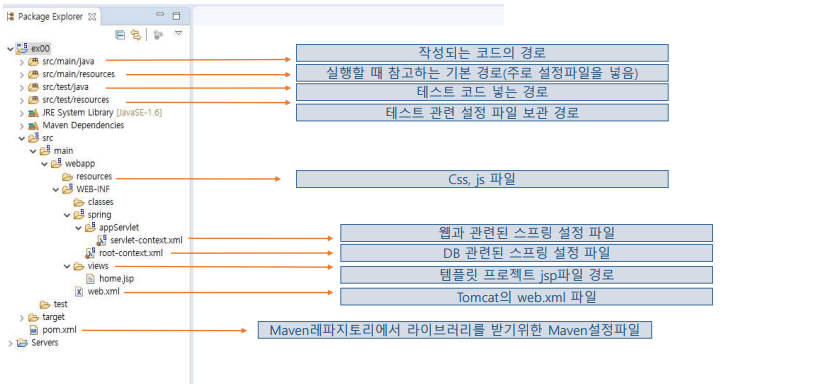 Package Explorer
ex00
src/main/java
작성되는 코드의 경로
src/main/resources
실행할 때 참고하는 기본 경로(주로 설정파일을 넣음)
src/test/java
테스트 코드 넣는 경로
src/test/resources
테스트 관련 설정 파일 보관 경로
JRE System Library [JavaSE-1.6]
Maven Dependencies
src
main
webapp
resources
Css, js 파일
WEB-INF
classes
spring
appServlet
servlet-context.xml
웹과 관련된 스프링 설정 파일
root-context.xml
DB 관련된 스프링 설정 파일
views
템플릿 프로젝트 jsp파일 경로
home.jsp
web.xml
Tomcat의 web.xml 파일
test
target
pom.xml
Maven레파지토리에서 라이브러리를 받기위한 Maven설정파일
Servers